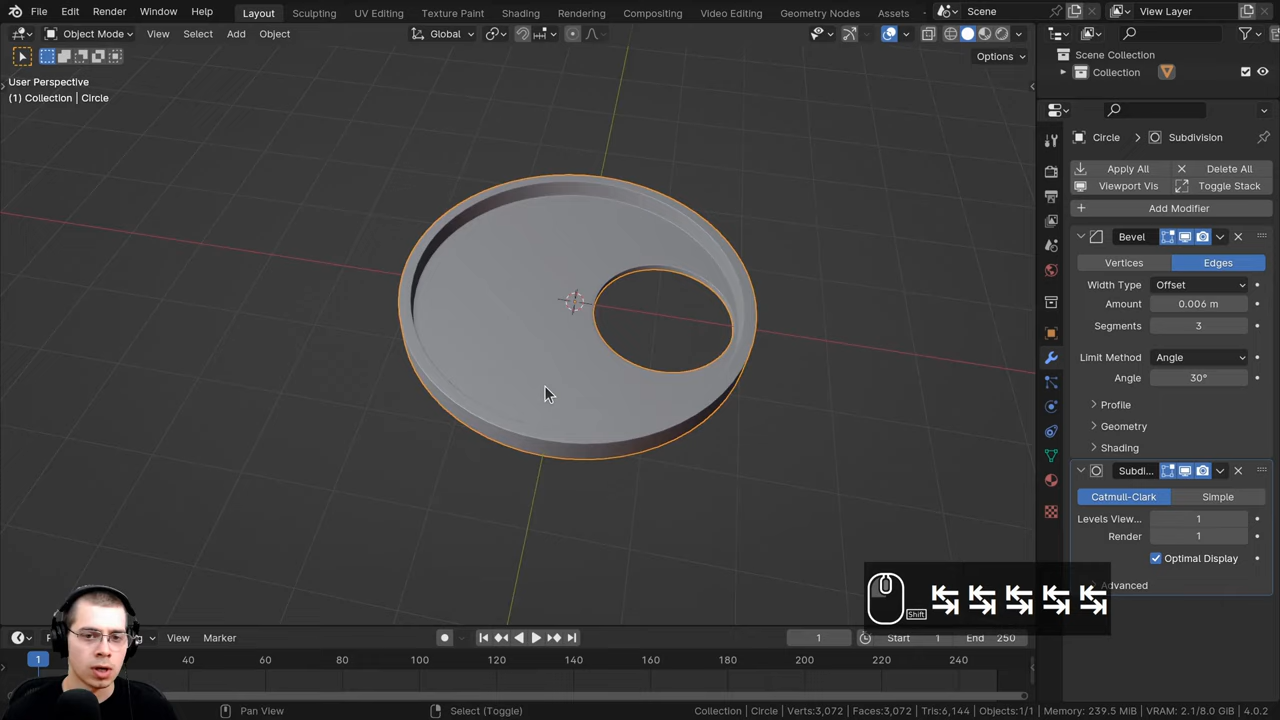 File Edit Render Window Help Layout Sculpting UV Editing Texture Paint Shading Rendering Compositing Video Editing Geometry Nodes Assets Scene View Layer
Object Mode View Select Add Object Global
Options
User Perspective
(1) Collection | Circle
Scene Collection
Collection
Circle > Subdivision
Apply All Delete All
Viewport Vis Toggle Stack
Add Modifier
Bevel
Vertices Edges
Width Type Offset
Amount 0.006 m
Segments 3
Limit Method Angle
Angle 30°
Profile
Geometry
Shading
Subdi...
Catmull-Clark Simple
Levels View... 1
Render 1
Optimal Display
Advanced
Shift
View Marker 1 Start 1 End 250
1 40 60 80 100 120 140 160 180 200 220 240
Pan View Select (Toggle) Collection | Circle | Verts:3,072 | Faces:3,072 | Tris:6,144 | Objects:1/1 | Memory: 239.5 MiB | VRAM: 2.1/8.0 GiB | 4.0.2